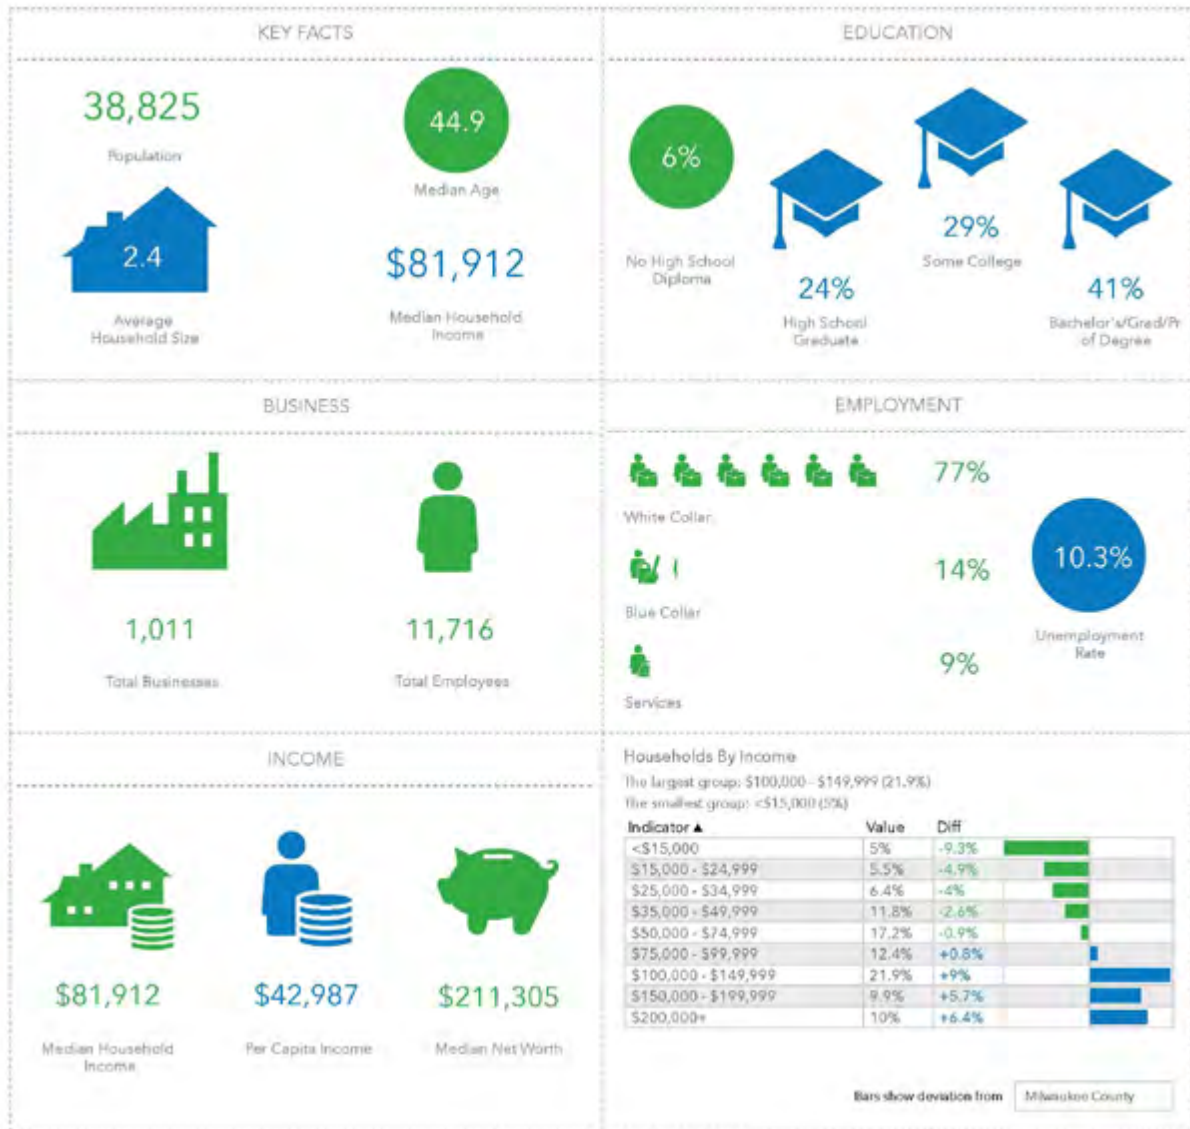 KEY FACTS
38,825
Population
44.9
Median Age
2.4
Average
Household Size
$81,912
Median Household
Income
EDUCATION
6%
No High School
Diploma
24%
High School
Graduate
29%
Some College
41%
Bachelor's/Grad/Pr
of Degree
BUSINESS
1,011
Total Businesses
11,716
Total Employees
EMPLOYMENT
77%
White Collar
14%
Blue Collar
9%
Services
10.3%
Unemployment
Rate
INCOME
$81,912
Median Household
Income
$42,987
Per Capita Income
$211,305
Median Net Worth
Households By Income
The largest group: $100,000 - $149,999 (21.9%)
The smallest group: <$15,000 (5%)
Indicator ▲ Value Diff
<$15,000 5% -9.3%
$15,000 - $24,999 5.5% -4.9%
$25,000 - $34,999 6.4% -4%
$35,000 - $49,999 11.8% -2.6%
$50,000 - $74,999 17.2% -0.9%
$75,000 - $99,999 12.4% +0.8%
$100,000 - $149,999 21.9% +9%
$150,000 - $199,999 9.9% +5.7%
$200,000+ 10% +6.4%
Bars show deviation from Milwaukee County